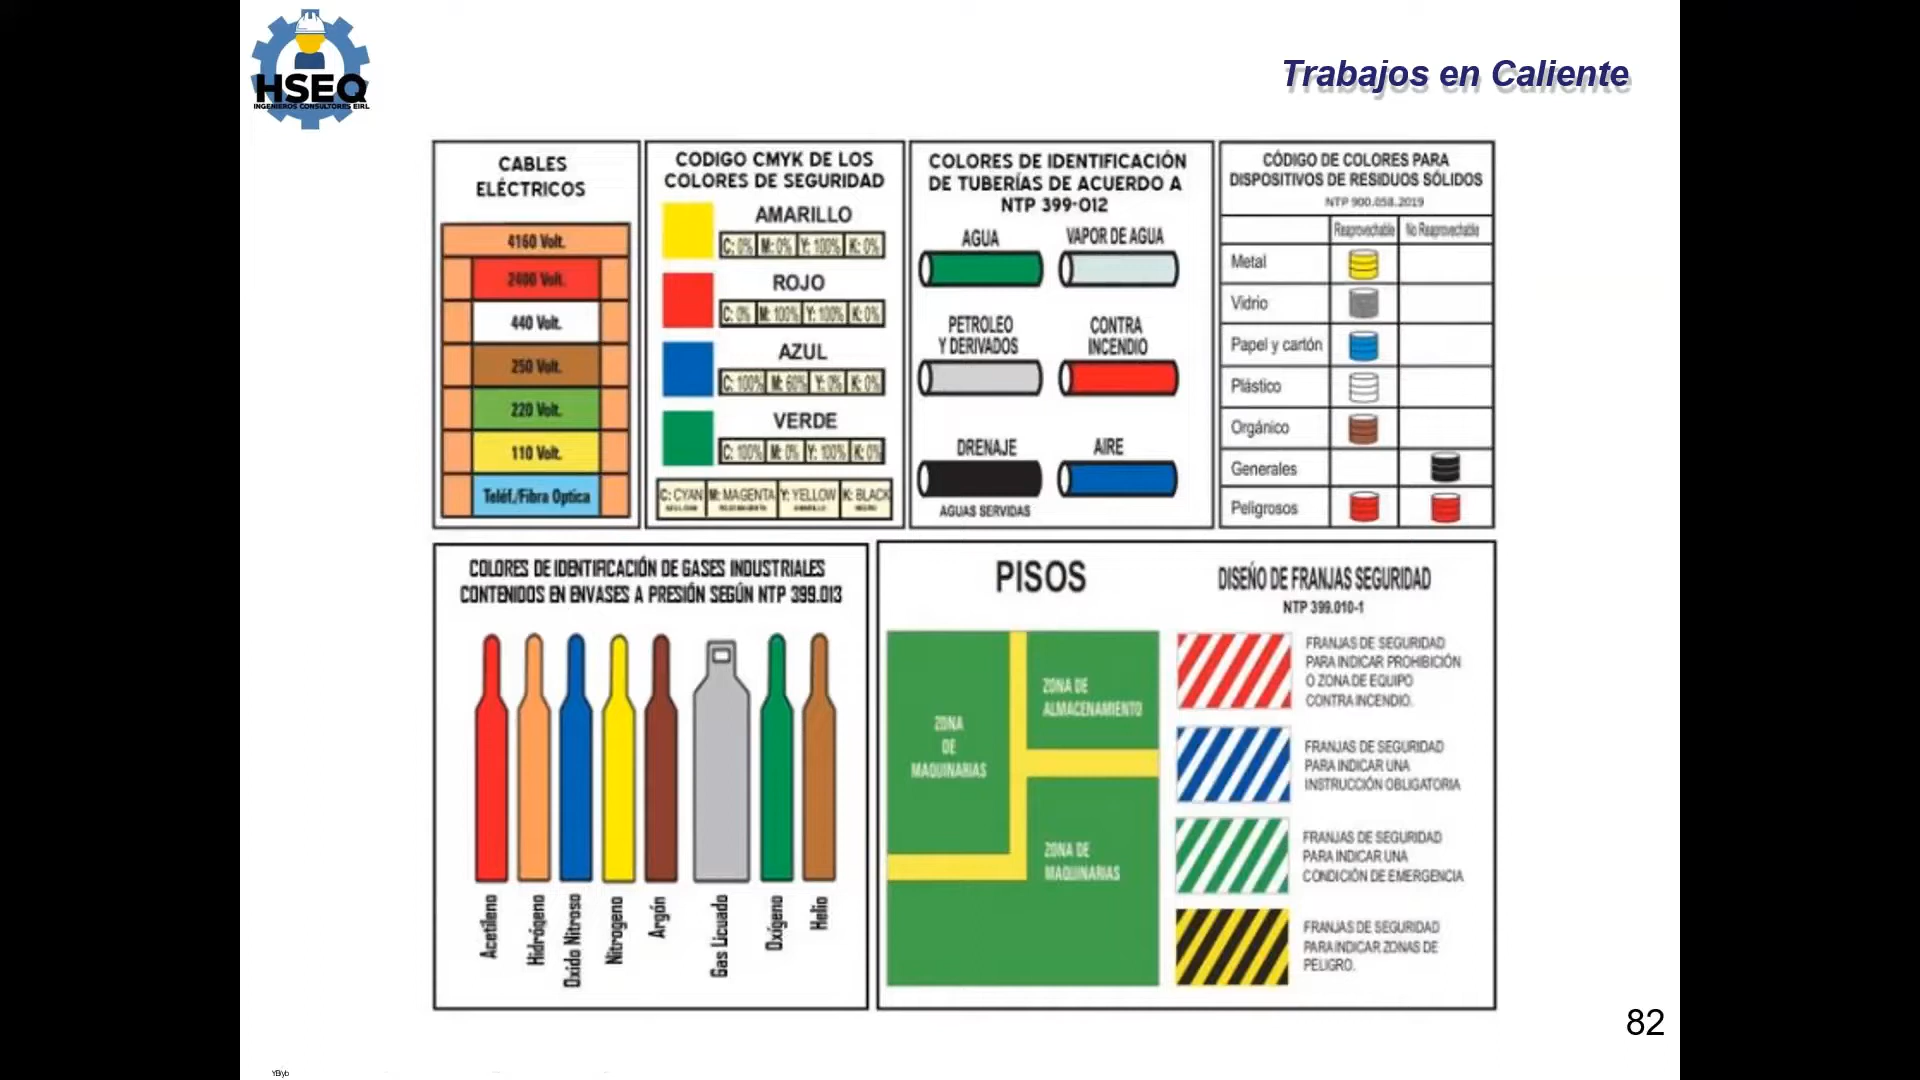 HSEQ
INGENIEROS CONSULTORES EIRL
Trabajos en Caliente
CABLES
ELÉCTRICOS
4160 Volt.
2400 Volt.
440 Volt.
250 Volt.
220 Volt.
110 Volt.
Teléf./Fibra Optica
CODIGO CMYK DE LOS
COLORES DE SEGURIDAD
AMARILLO
C: 0% M: 0% Y: 100% K: 0%
ROJO
C: 0% M: 100% Y: 100% K: 0%
AZUL
C: 100% M: 60% Y: 0% K: 0%
VERDE
C: 100% M: 0% Y: 100% K: 0%
C: CYAN M: MAGENTA Y: YELLOW K: BLACK
COLORES DE IDENTIFICACIÓN
DE TUBERÍAS DE ACUERDO A
NTP 399-012
AGUA
VAPOR DE AGUA
PETROLEO
Y DERIVADOS
CONTRA
INCENDIO
DRENAJE
AIRE
AGUAS SERVIDAS
CÓDIGO DE COLORES PARA
DISPOSITIVOS DE RESIDUOS SÓLIDOS
NTP 900.058.2019
Reaprovechable No Reaprovechable
Metal
Vidrio
Papel y cartón
Plástico
Orgánico
Generales
Peligrosos
COLORES DE IDENTIFICACIÓN DE GASES INDUSTRIALES
CONTENIDOS EN ENVASES A PRESIÓN SEGÚN NTP 399.013
Acetileno
Hidrógeno
Oxido Nitroso
Nitrogeno
Argón
Gas Licuado
Oxígeno
Helio
PISOS
ZONA
DE
MAQUINARIAS
ZONA DE
ALMACENAMIENTO
ZONA DE
MAQUINARIAS
DISEÑO DE FRANJAS SEGURIDAD
NTP 399.010-1
FRANJAS DE SEGURIDAD
PARA INDICAR PROHIBICIÓN
O ZONA DE EQUIPO
CONTRA INCENDIO.
FRANJAS DE SEGURIDAD
PARA INDICAR UNA
INSTRUCCIÓN OBLIGATORIA
FRANJAS DE SEGURIDAD
PARA INDICAR UNA
CONDICIÓN DE EMERGENCIA
FRANJAS DE SEGURIDAD
PARA INDICAR ZONAS DE
PELIGRO.
82